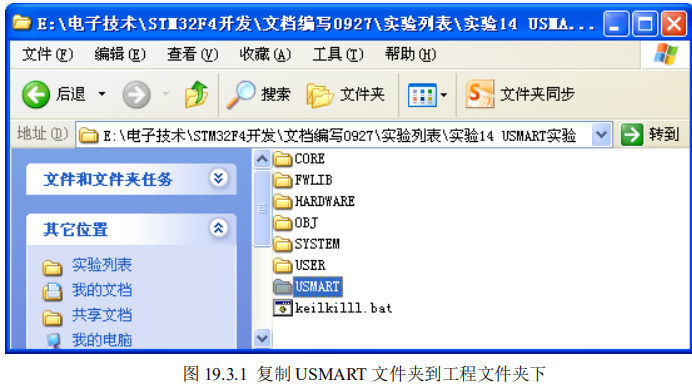 E:\电子技术\STM32F4开发\文档编写0927\实验列表\实验14 USMA...
文件(F) 编辑(E) 查看(V) 收藏(A) 工具(T) 帮助(H)
后退 搜索 文件夹 文件夹同步
地址(D) E:\电子技术\STM32F4开发\文档编写0927\实验列表\实验14 USMART实验 转到
文件和文件夹任务
其它位置
实验列表
我的文档
共享文档
我的电脑
CORE
FWLIB
HARDWARE
OBJ
SYSTEM
USER
USMART
keilkilll.bat
图 19.3.1 复制 USMART 文件夹到工程文件夹下